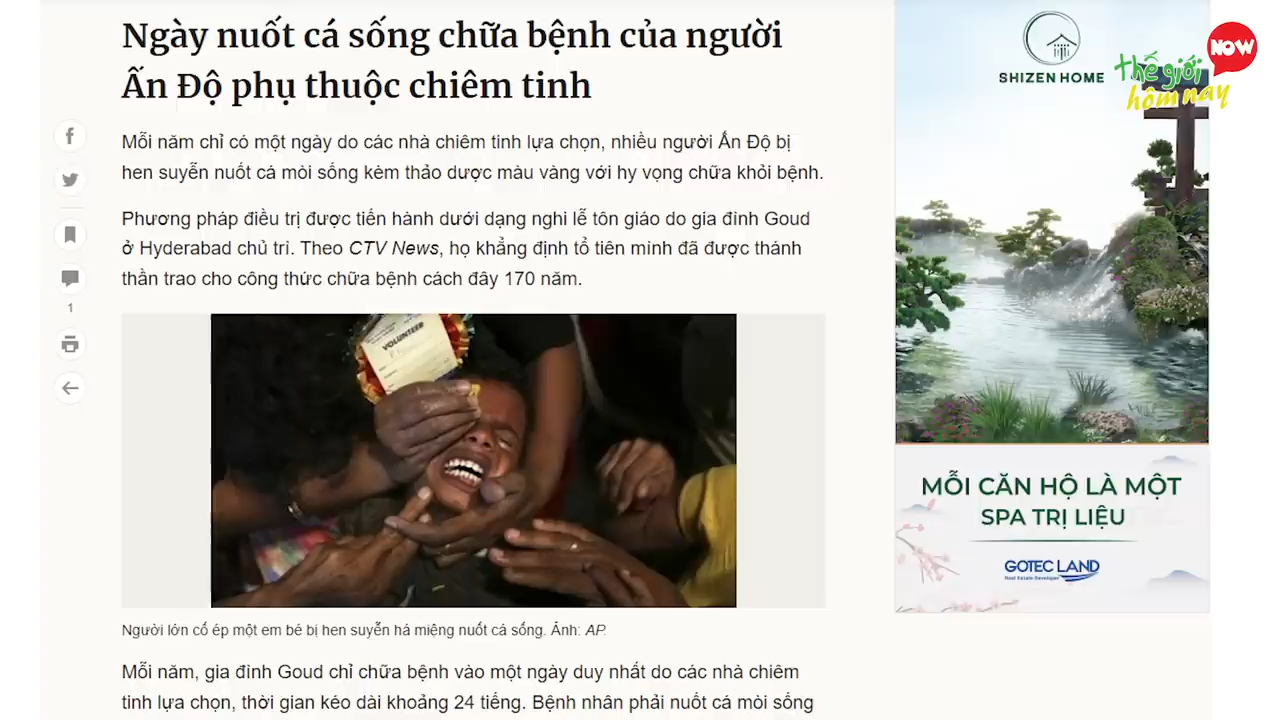 Ngày nuốt cá sống chữa bệnh của người
Ấn Độ phụ thuộc chiêm tinh
Mỗi năm chỉ có một ngày do các nhà chiêm tinh lựa chọn, nhiều người Ấn Độ bị
hen suyễn nuốt cá mòi sống kèm thảo dược màu vàng với hy vọng chữa khỏi bệnh.
Phương pháp điều trị được tiến hành dưới dạng nghi lễ tôn giáo do gia đình Goud
ở Hyderabad chủ trì. Theo CTV News, họ khẳng định tổ tiên mình đã được thánh
thần trao cho công thức chữa bệnh cách đây 170 năm.
1
VOLUNTEER
Người lớn cố ép một em bé bị hen suyễn há miệng nuốt cá sống. Ảnh: AP.
Mỗi năm, gia đình Goud chỉ chữa bệnh vào một ngày duy nhất do các nhà chiêm
tinh lựa chọn, thời gian kéo dài khoảng 24 tiếng. Bệnh nhân phải nuốt cá mòi sống
SHIZEN HOME
thế giới
hôm nay
NOW
MỖI CĂN HỘ LÀ MỘT
SPA TRỊ LIỆU
GOTEC LAND
Real Estate Developer